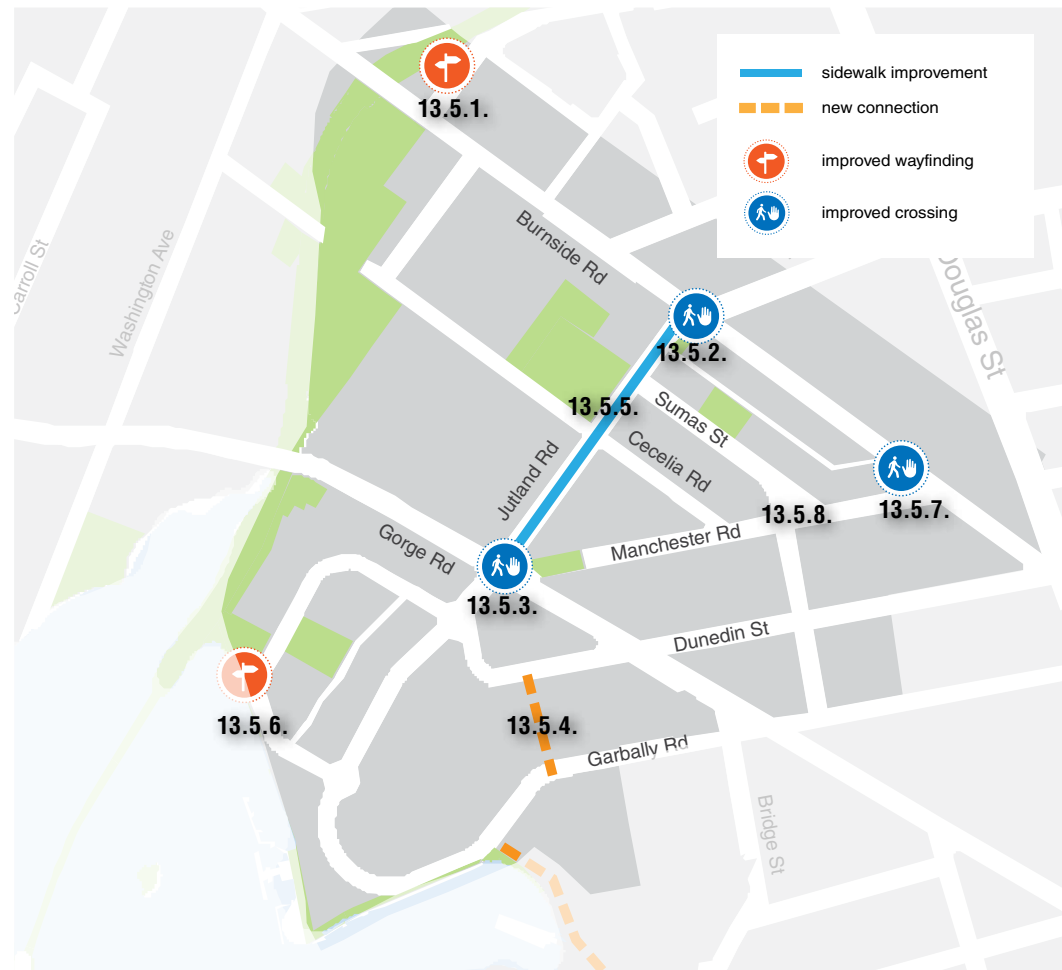 sidewalk improvement
new connection
improved wayfinding
improved crossing
13.5.1.
Burnside Rd
Carroll St
Washington Ave
Douglas St
13.5.2.
13.5.5.
Sumas St
Cecelia Rd
Jutland Rd
13.5.7.
13.5.8.
Manchester Rd
Gorge Rd
13.5.3.
Dunedin St
13.5.6.
13.5.4.
Garbally Rd
Bridge St